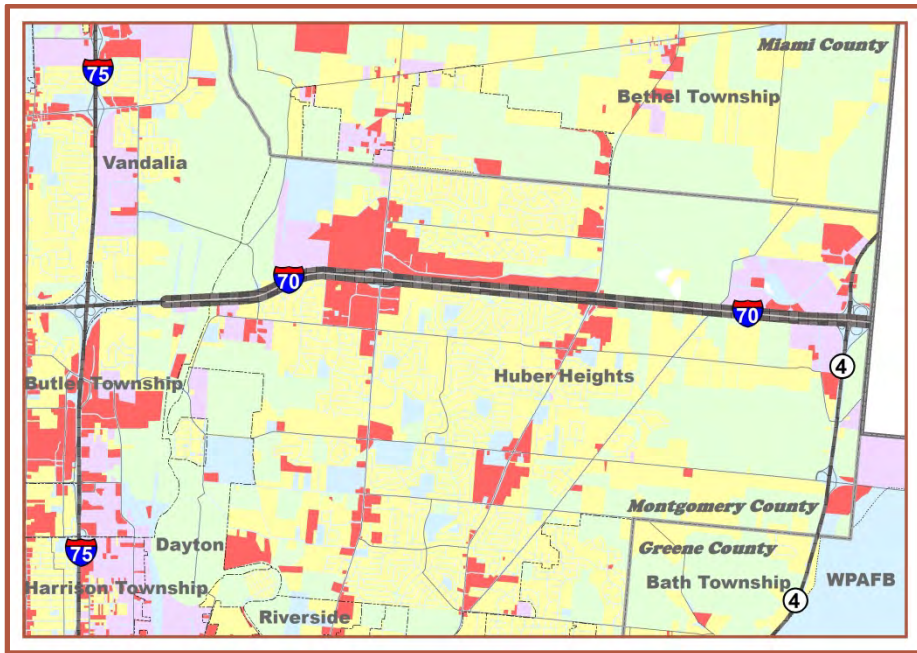 Miami County
75
Bethel Township
Vandalia
70
70
4
Butler Township
Huber Heights
Montgomery County
Greene County
75
Dayton
Harrison Township
Bath Township
WPAFB
4
Riverside